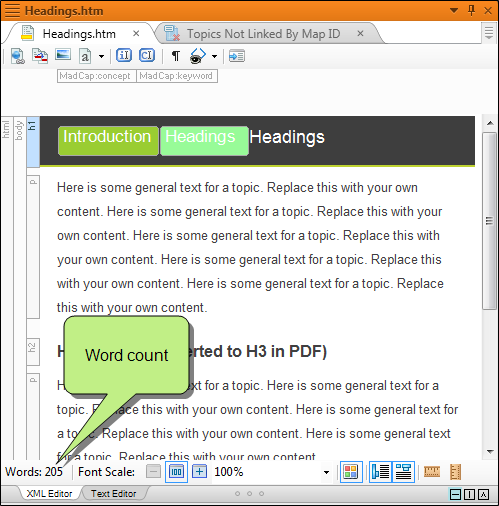 Headings.htm
Headings.htm
Topics Not Linked By Map ID
MadCap:concept MadCap:keyword
html
body
h1
Introduction Headings Headings
p
Here is some general text for a topic. Replace this with your own
content. Here is some general text for a topic. Replace this with your
own content. Here is some general text for a topic. Replace this with
your own content. Here is some general text for a topic. Replace this
with your own content. Here is some general text for a topic. Replace
this with your own content.
h2
H erted to H3 in PDF)
Word count
p
H topic. Here is some general text for a
topic. Replace this with your own content. Here is some general text for
a topic. Replace this with your own content. Here is some general text
for a topic. Replace this with your own content.
Words: 205 Font Scale: 100 100%
XML Editor Text Editor